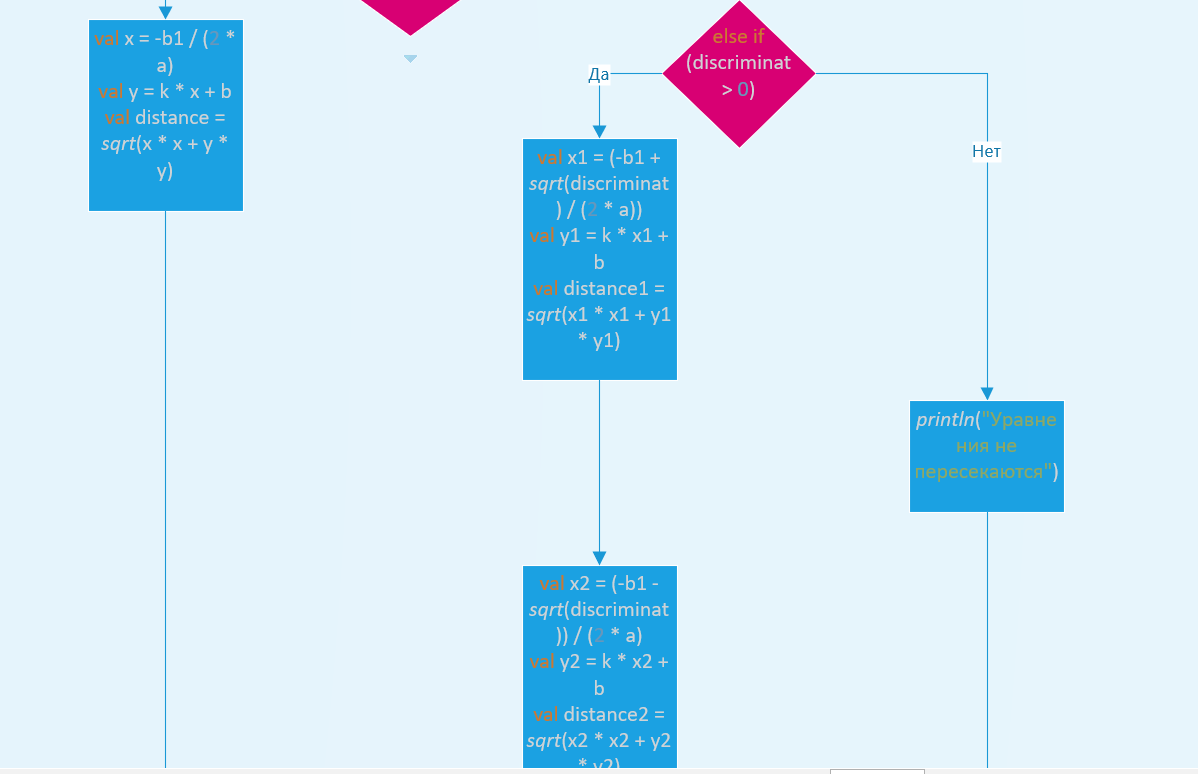 val x = -b1 / (2 *
a)
val y = k * x + b
val distance =
sqrt(x * x + y *
y)
else if
(discriminat
> 0)
Да
Нет
val x1 = (-b1 +
sqrt(discriminat
) / (2 * a))
val y1 = k * x1 +
b
val distance1 =
sqrt(x1 * x1 + y1
* y1)
println("Уравне
ния не
пересекаются")
val x2 = (-b1 -
sqrt(discriminat
)) / (2 * a)
val y2 = k * x2 +
b
val distance2 =
sqrt(x2 * x2 + y2
* y2)